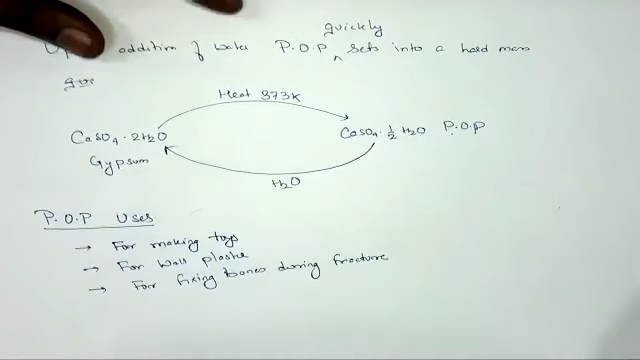 quickly
addition of water P.O.P ^ sets into a hard mass
Heat 373K
CaSO4 · 2H2O
CaSO4 · 1/2 H2O P.O.P
Gypsum
H2O
P.O.P Uses
→ For making toys
→ For wall plaster
→ For fixing bones during fracture